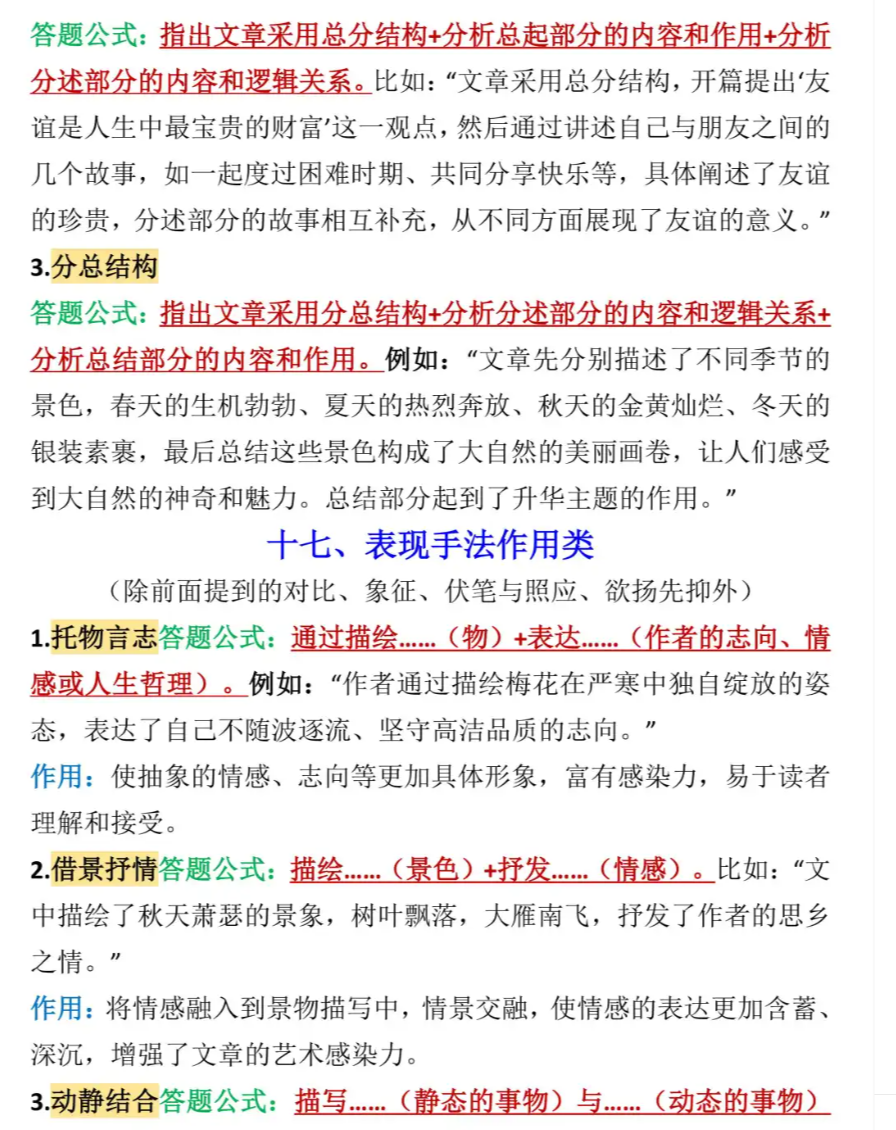 答题公式：指出文章采用总分结构+分析总起部分的内容和作用+分析
分述部分的内容和逻辑关系。比如：“文章采用总分结构，开篇提出‘友
谊是人生中最宝贵的财富’这一观点，然后通过讲述自己与朋友之间的
几个故事，如一起度过困难时期、共同分享快乐等，具体阐述了友谊
的珍贵，分述部分的故事相互补充，从不同方面展现了友谊的意义。”
3.分总结构
答题公式：指出文章采用分总结构+分析分述部分的内容和逻辑关系+
分析总结部分的内容和作用。例如：“文章先分别描述了不同季节的
景色，春天的生机勃勃、夏天的热烈奔放、秋天的金黄灿烂、冬天的
银装素裹，最后总结这些景色构成了大自然的美丽画卷，让人们感受
到大自然的神奇和魅力。总结部分起到了升华主题的作用。”
十七、表现手法作用类
（除前面提到的对比、象征、伏笔与照应、欲扬先抑外）
1.托物言志答题公式：通过描绘……（物）+表达……（作者的志向、情
感或人生哲理）。例如：“作者通过描绘梅花在严寒中独自绽放的姿
态，表达了自己不随波逐流、坚守高洁品质的志向。”
作用：使抽象的情感、志向等更加具体形象，富有感染力，易于读者
理解和接受。
2.借景抒情答题公式：描绘……（景色）+抒发……（情感）。比如：“文
中描绘了秋天萧瑟的景象，树叶飘落，大雁南飞，抒发了作者的思乡
之情。”
作用：将情感融入到景物描写中，情景交融，使情感的表达更加含蓄、
深沉，增强了文章的艺术感染力。
3.动静结合答题公式：描写……（静态的事物）与……（动态的事物）